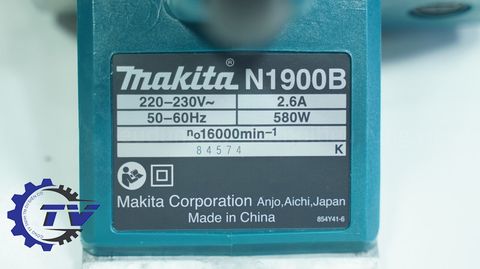 makita® N1900B
220–230V~ 2.6A
50–60Hz 580W
n₀16000min⁻¹
84574 K
Makita Corporation Anjo,Aichi,Japan
Made in China 854Y41-6
TV